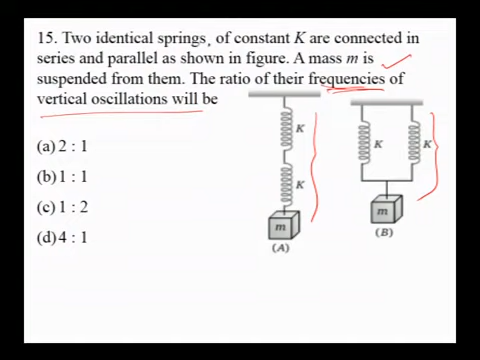 15. Two identical springs, of constant K are connected in
series and parallel as shown in figure. A mass m is
suspended from them. The ratio of their frequencies of
vertical oscillations will be
(a) 2 : 1
(b) 1 : 1
(c) 1 : 2
(d) 4 : 1
K
K
m
(A)
K
K
m
(B)